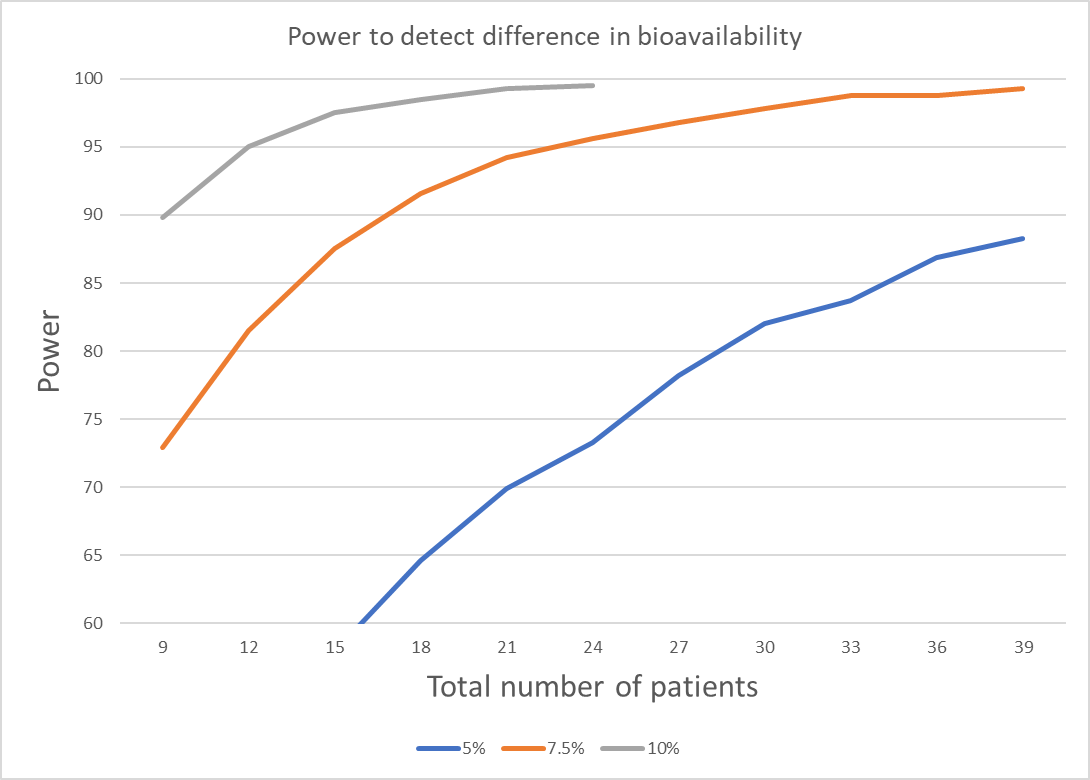 Power to detect difference in bioavailability
100
95
90
85
80
75
70
65
60
Power
9 12 15 18 21 24 27 30 33 36 39
Total number of patients
5% 7.5% 10%